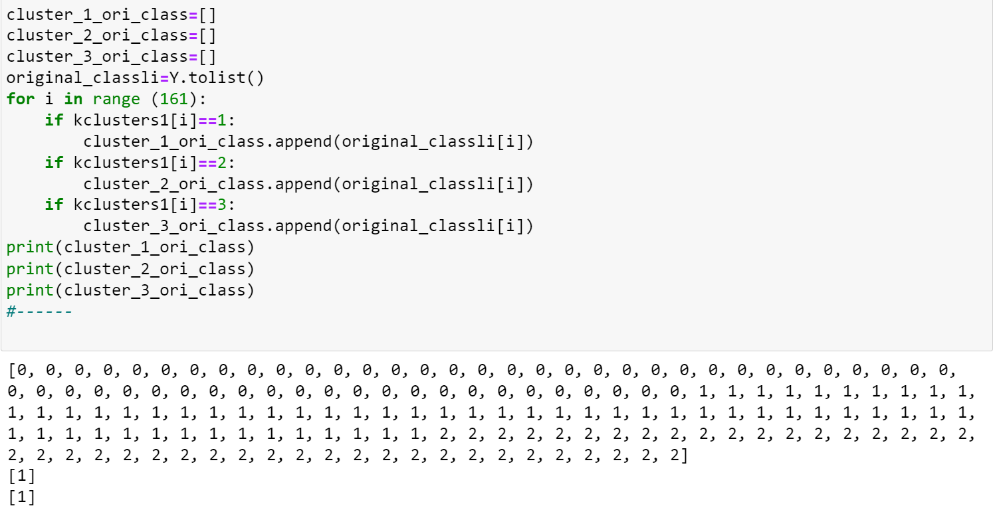 cluster_1_ori_class=[]
cluster_2_ori_class=[]
cluster_3_ori_class=[]
original_classli=Y.tolist()
for i in range (161):
    if kclusters1[i]==1:
        cluster_1_ori_class.append(original_classli[i])
    if kclusters1[i]==2:
        cluster_2_ori_class.append(original_classli[i])
    if kclusters1[i]==3:
        cluster_3_ori_class.append(original_classli[i])
print(cluster_1_ori_class)
print(cluster_2_ori_class)
print(cluster_3_ori_class)
#------
[0, 0, 0, 0, 0, 0, 0, 0, 0, 0, 0, 0, 0, 0, 0, 0, 0, 0, 0, 0, 0, 0, 0, 0, 0, 0, 0, 0, 0, 0, 0, 0, 0,
0, 0, 0, 0, 0, 0, 0, 0, 0, 0, 0, 0, 0, 0, 0, 0, 0, 0, 0, 0, 0, 0, 0, 0, 1, 1, 1, 1, 1, 1, 1, 1, 1, 1,
1, 1, 1, 1, 1, 1, 1, 1, 1, 1, 1, 1, 1, 1, 1, 1, 1, 1, 1, 1, 1, 1, 1, 1, 1, 1, 1, 1, 1, 1, 1, 1, 1, 1,
1, 1, 1, 1, 1, 1, 1, 1, 1, 1, 1, 1, 1, 1, 1, 2, 2, 2, 2, 2, 2, 2, 2, 2, 2, 2, 2, 2, 2, 2, 2, 2, 2, 2,
2, 2, 2, 2, 2, 2, 2, 2, 2, 2, 2, 2, 2, 2, 2, 2, 2, 2, 2, 2, 2, 2, 2, 2]
[1]
[1]